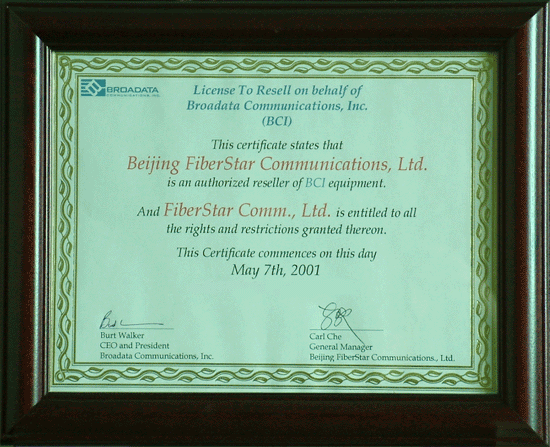 BROADATA
COMMUNICATIONS, INC.
License To Resell on behalf of
Broadata Communications, Inc.
(BCI)
This certificate states that
Beijing FiberStar Communications, Ltd.
is an authorized reseller of BCI equipment.
And FiberStar Comm., Ltd. is entitled to all
the rights and restrictions granted thereon.
This Certificate commences on this day
May 7th, 2001
Burt Walker
CEO and President
Broadata Communications, Inc.
Carl Che
General Manager
Beijing FiberStar Communications., Ltd.